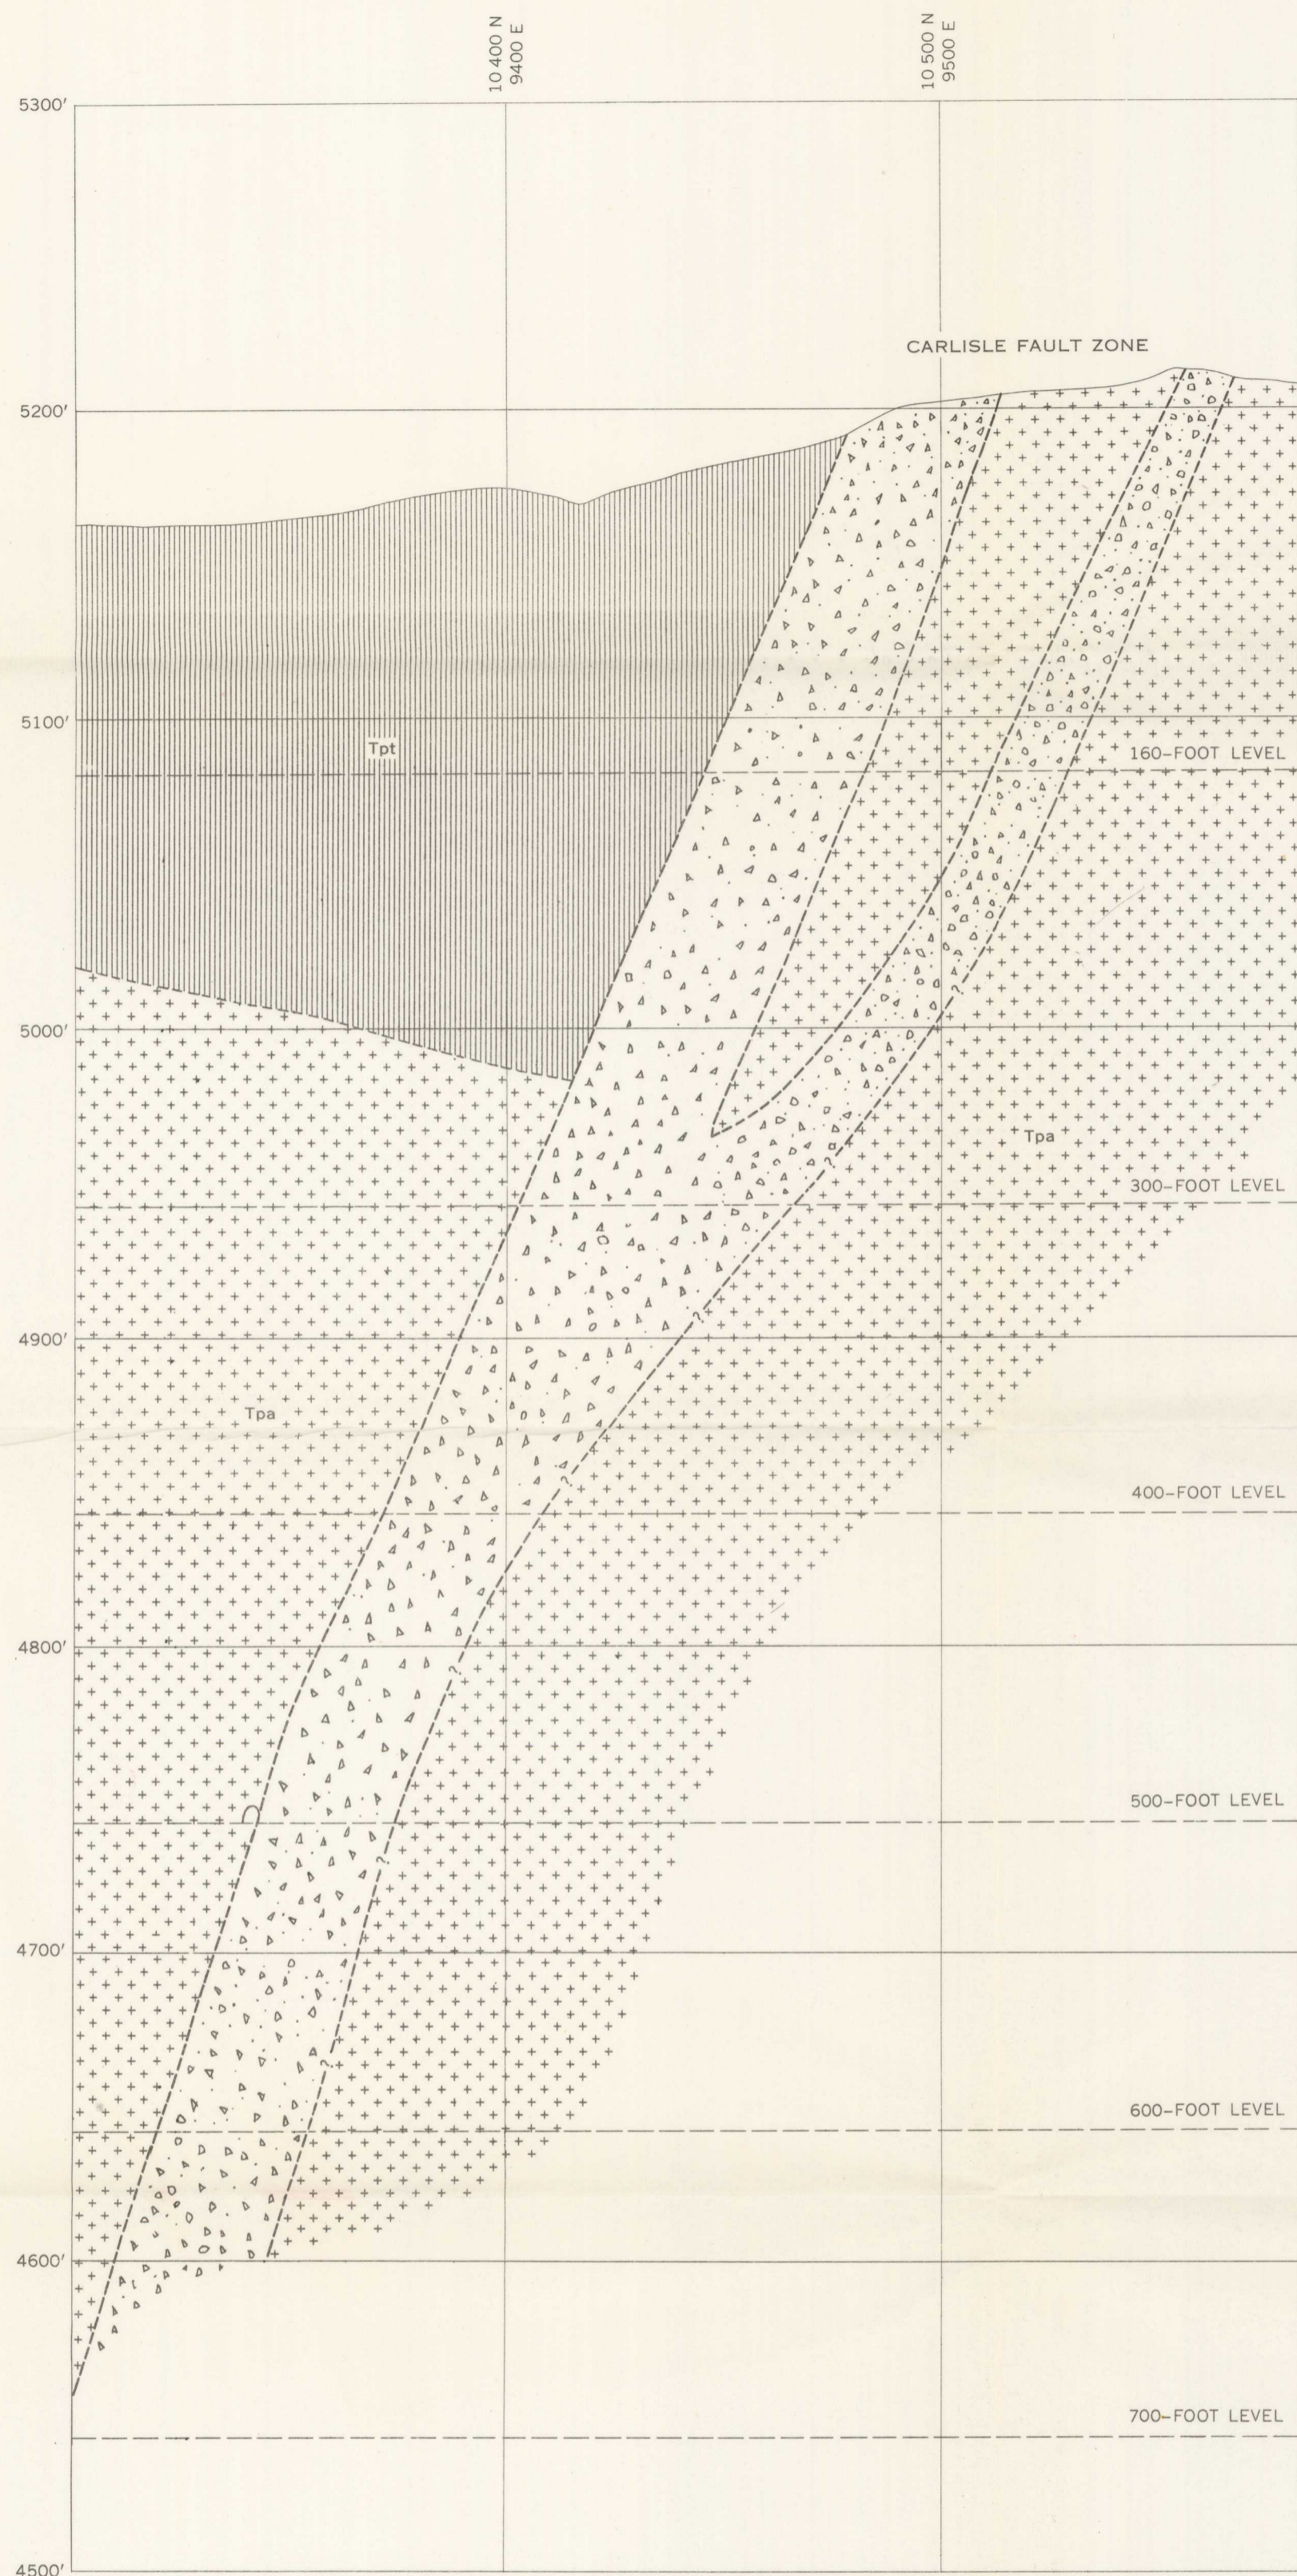 10 400 N
9400 E
10 500 N
9500 E
5300'
CARLISLE FAULT ZONE
5200'
5100'
Tpt
160-FOOT LEVEL
5000'
Tpa
300-FOOT LEVEL
4900'
Tpa
400-FOOT LEVEL
4800'
500-FOOT LEVEL
4700'
600-FOOT LEVEL
4600'
700-FOOT LEVEL
4500'